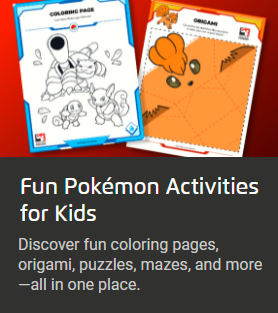 COLORING PAGE
ORIGAMI
Fun Pokémon Activities
for Kids
Discover fun coloring pages,
origami, puzzles, mazes, and more
—all in one place.